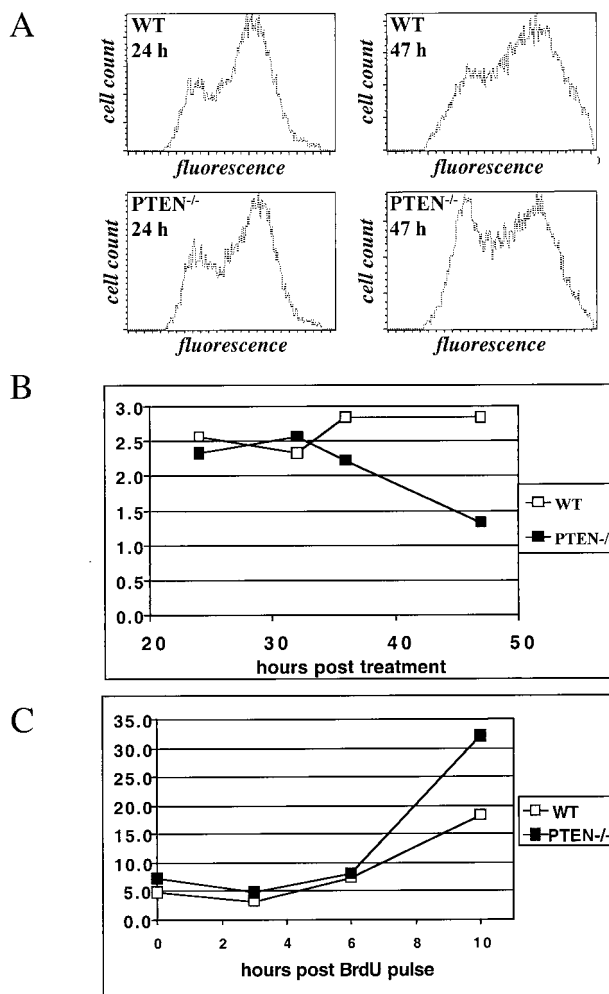 A
WT
24 h
cell count
fluorescence
WT
47 h
cell count
fluorescence
PTEN-/-
24 h
cell count
fluorescence
PTEN-/-
47 h
cell count
fluorescence
B
3.0
2.5
2.0
1.5
1.0
0.5
0.0
20 30 40 50
hours post treatment
WT
PTEN-/
C
35.0
30.0
25.0
20.0
15.0
10.0
5.0
0.0
0 2 4 6 8 10
hours post BrdU pulse
WT
PTEN-/-